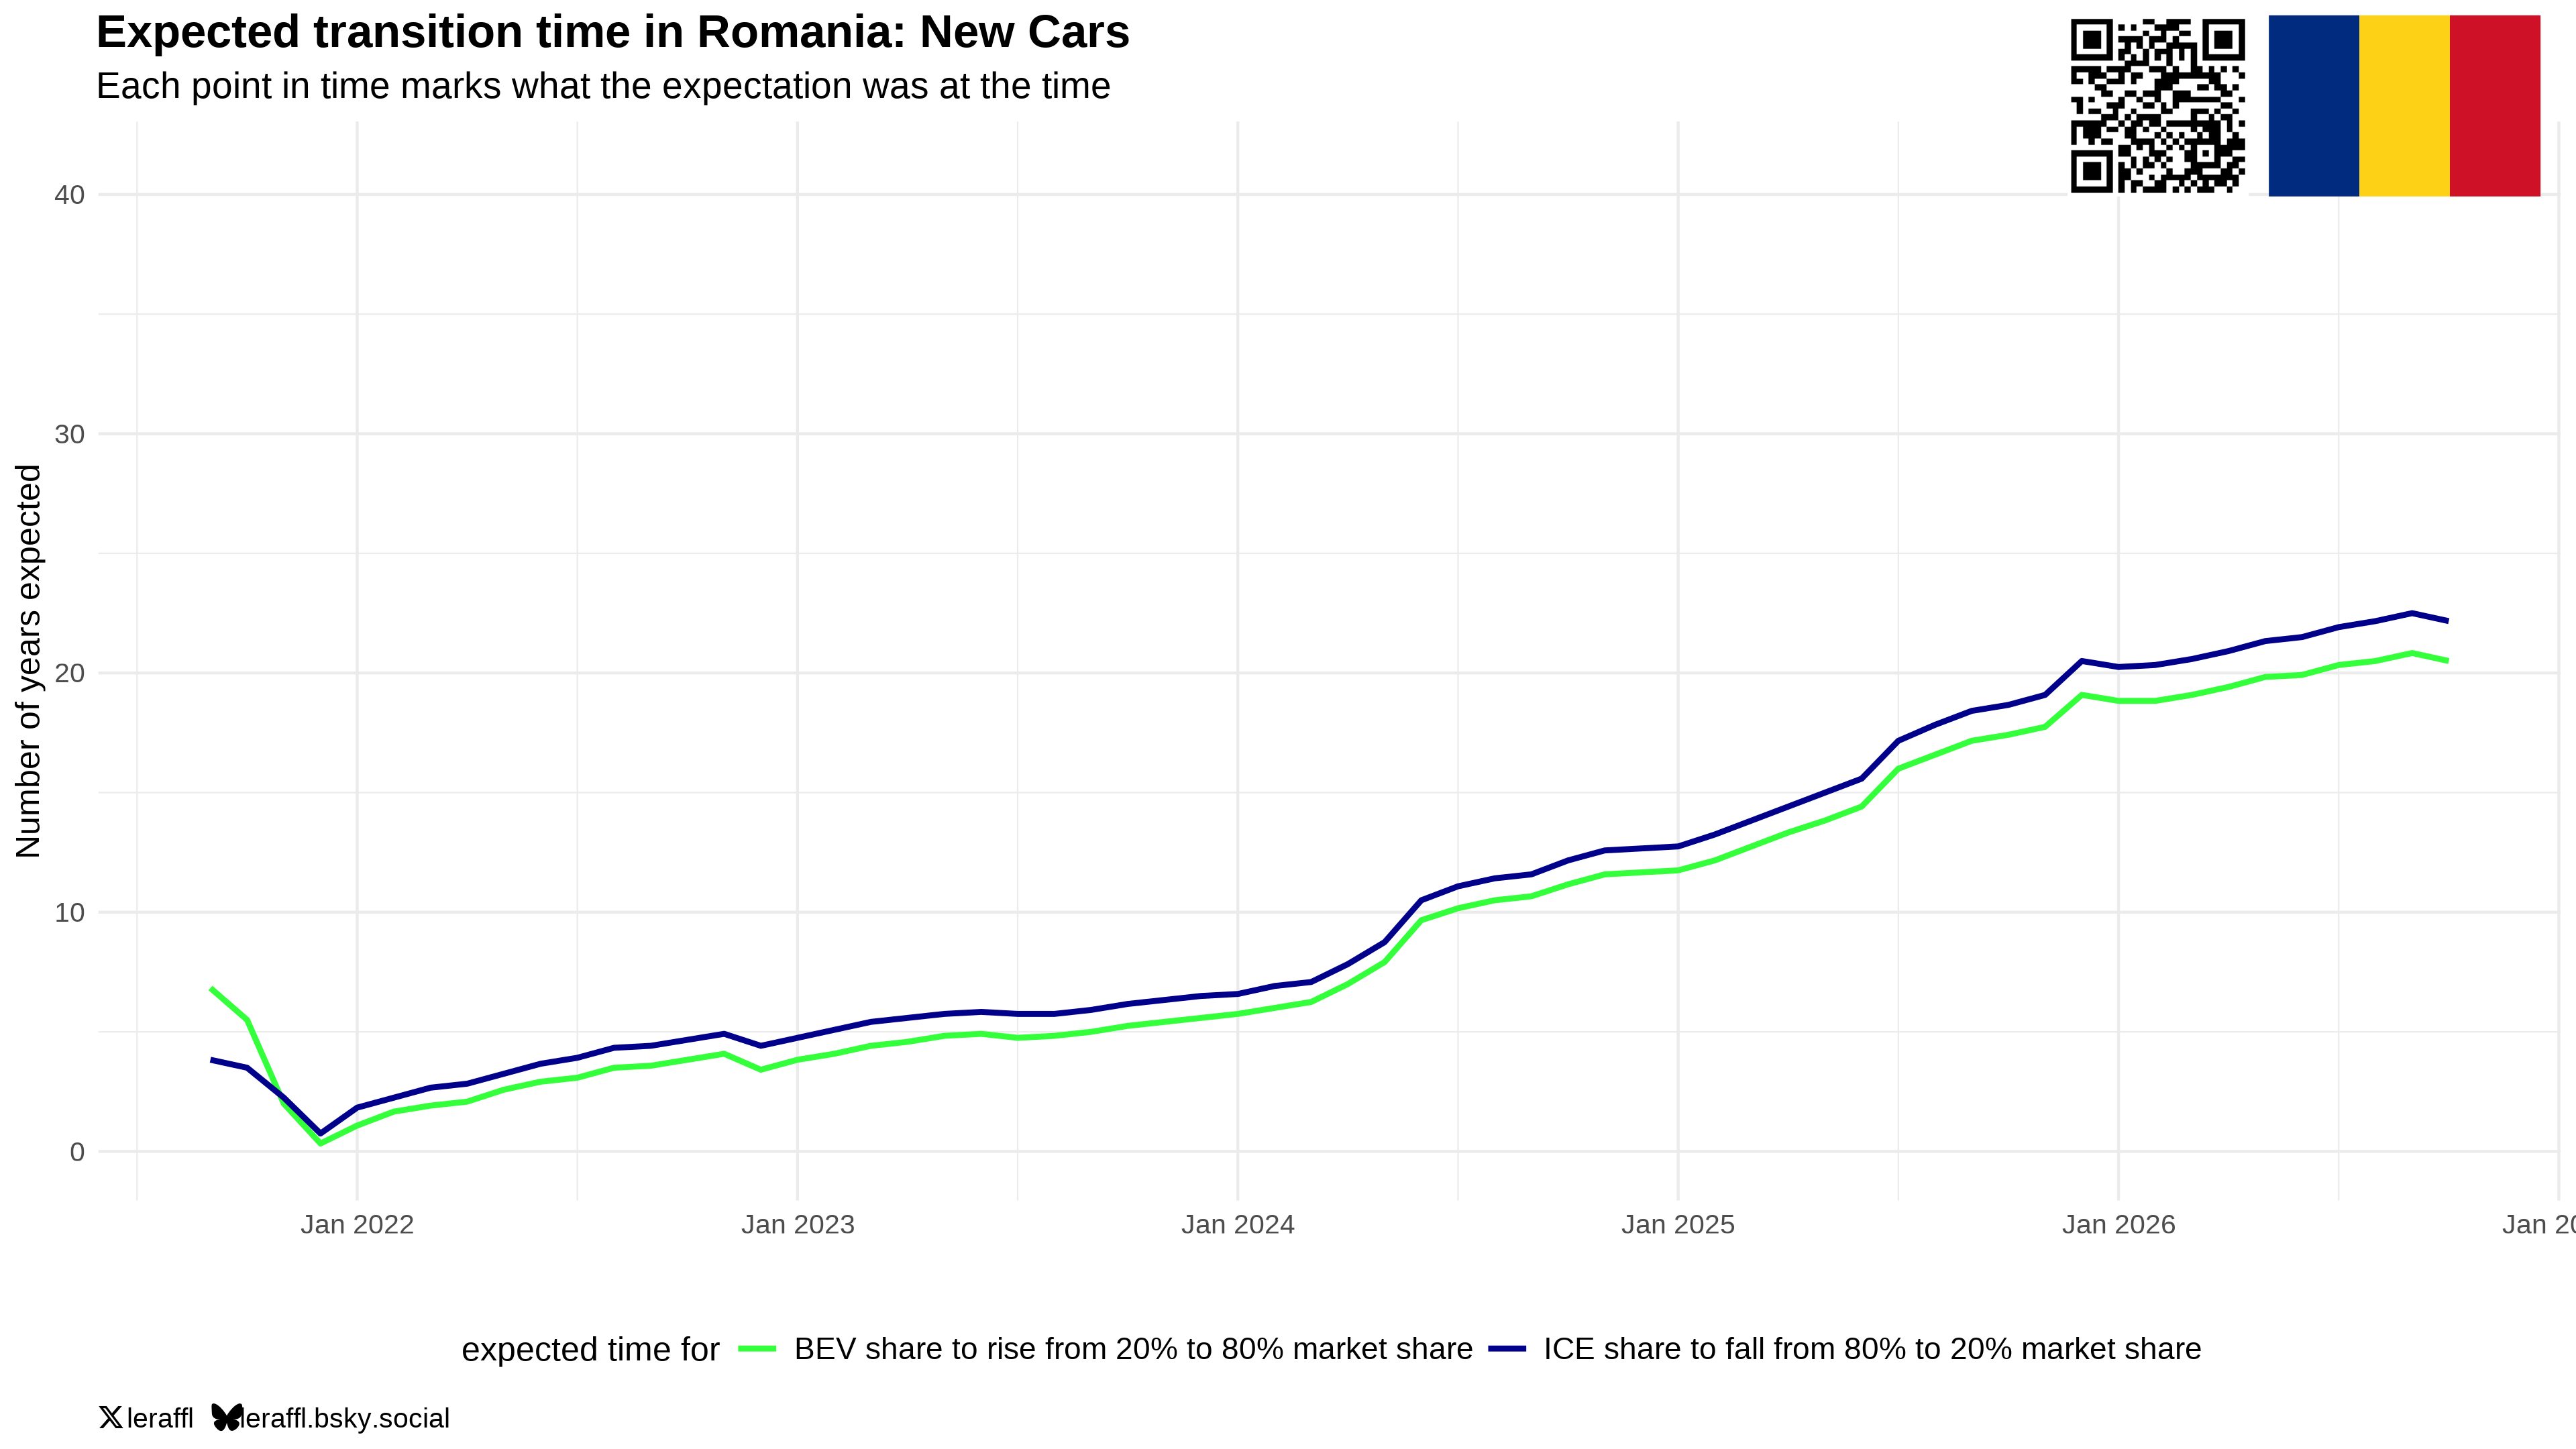 Expected transition time in Romania: New Cars
Each point in time marks what the expectation was at the time
Number of years expected
40
30
20
10
0
Jan 2022
Jan 2023
Jan 2024
Jan 2025
Jan 2026
Jan 20
expected time for
BEV share to rise from 20% to 80% market share
ICE share to fall from 80% to 20% market share
leraffl
leraffl.bsky.social